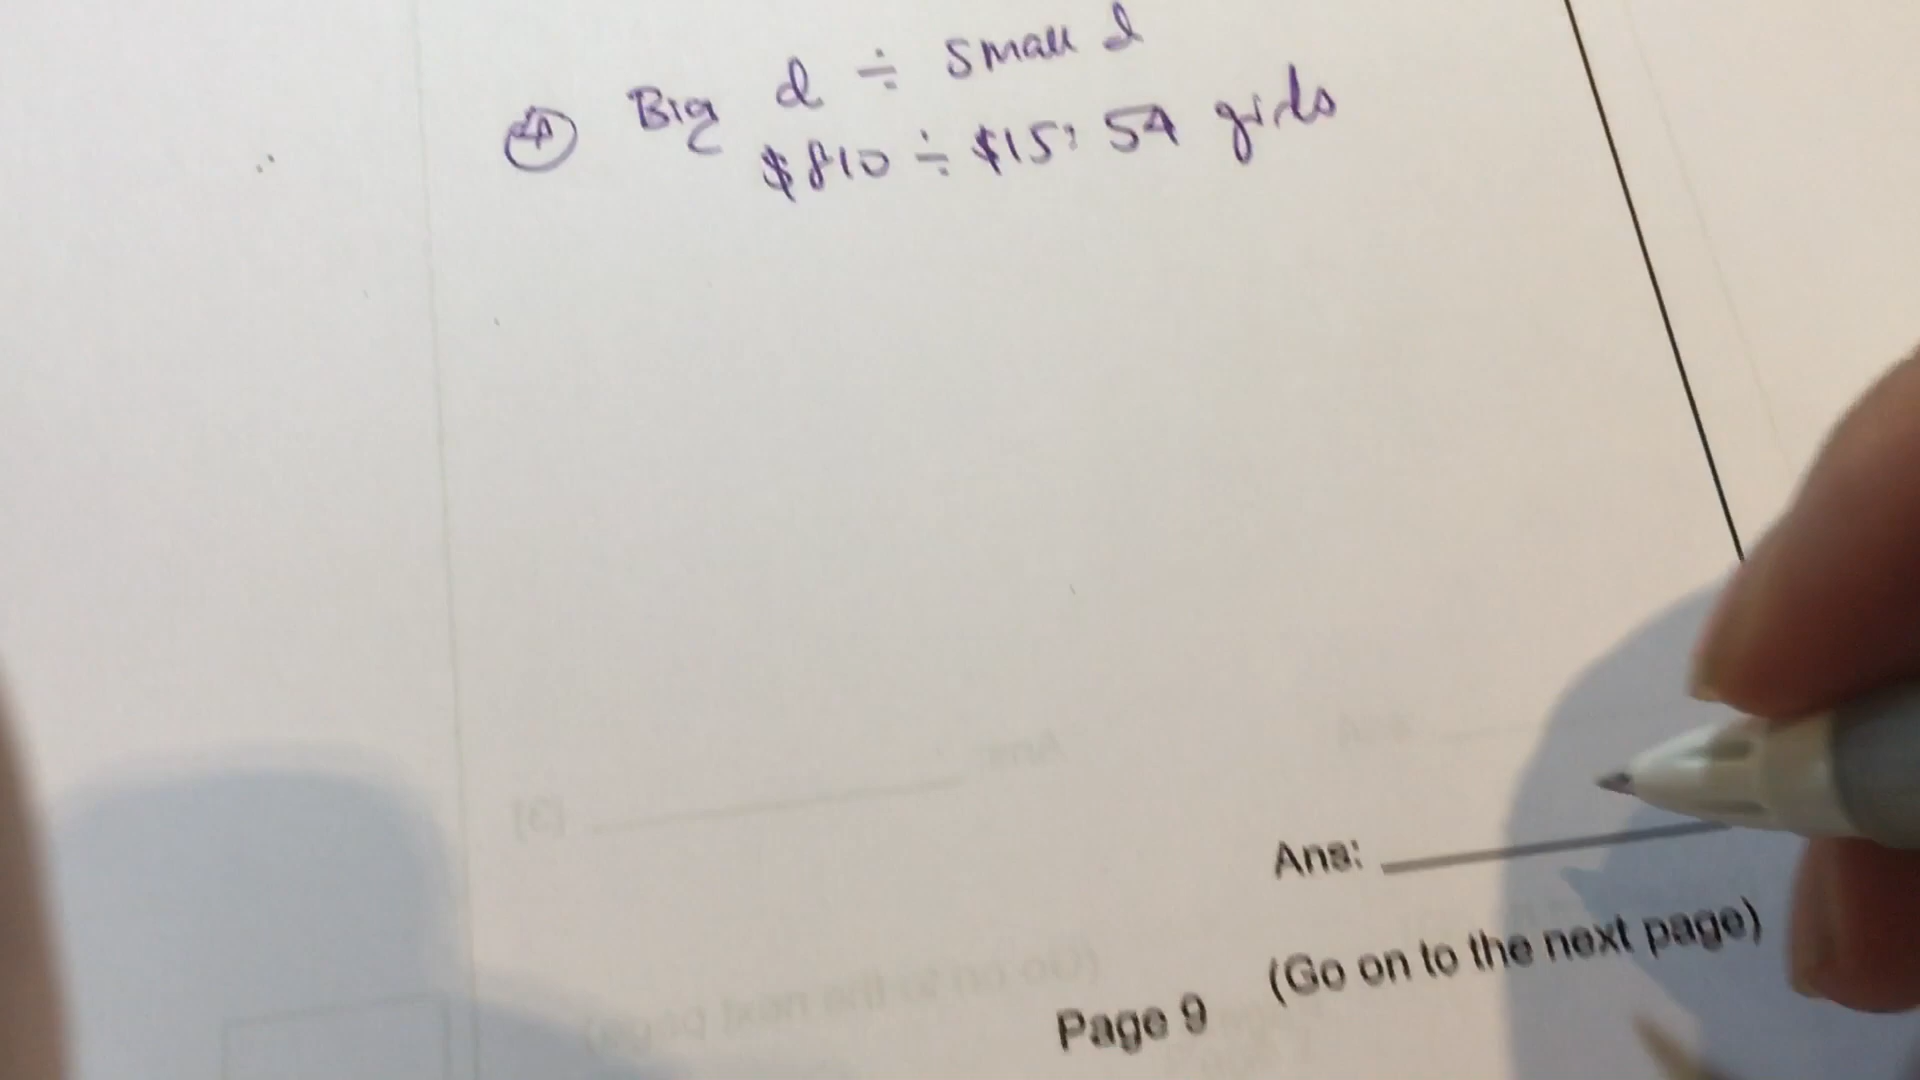 ④ Big d ÷ small d
$810 ÷ $15: 54 girls
Ans:
(Go on to the next page)
Page 9